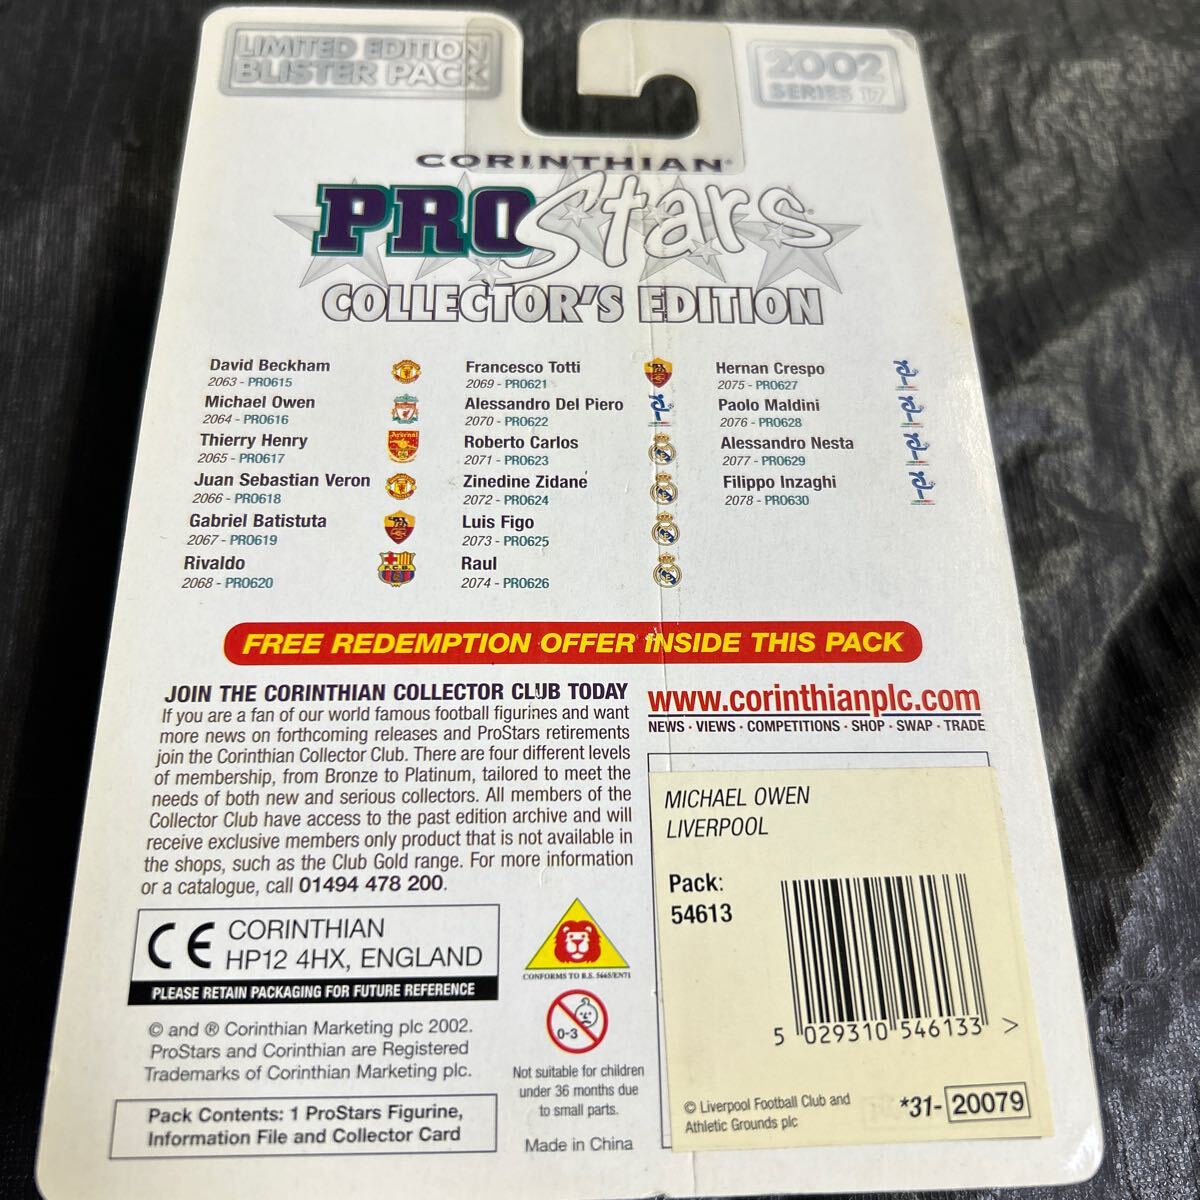 LIMITED EDITION
BLISTER PACK
2002
SERIES 17
CORINTHIAN
PRO Stars
COLLECTOR'S EDITION
David Beckham
2063 - PRO615
Michael Owen
2064 - PRO616
Thierry Henry
2065 - PRO617
Juan Sebastian Veron
2066 - PRO618
Gabriel Batistuta
2067 - PRO619
Rivaldo
2068 - PRO620
Francesco Totti
2069 - PRO621
Alessandro Del Piero
2070 - PRO622
Roberto Carlos
2071 - PRO623
Zinedine Zidane
2072 - PRO624
Luis Figo
2073 - PRO625
Raul
2074 - PRO626
Hernan Crespo
2075 - PRO627
Paolo Maldini
2076 - PRO628
Alessandro Nesta
2077 - PRO629
Filippo Inzaghi
2078 - PRO630
FREE REDEMPTION OFFER INSIDE THIS PACK
JOIN THE CORINTHIAN COLLECTOR CLUB TODAY
If you are a fan of our world famous football figurines and want
more news on forthcoming releases and ProStars retirements
join the Corinthian Collector Club. There are four different levels
of membership, from Bronze to Platinum, tailored to meet the
needs of both new and serious collectors. All members of the
Collector Club have access to the past edition archive and will
receive exclusive members only product that is not available in
the shops, such as the Club Gold range. For more information
or a catalogue, call 01494 478 200.
www.corinthianplc.com
NEWS · VIEWS · COMPETITIONS · SHOP · SWAP · TRADE
MICHAEL OWEN
LIVERPOOL
Pack:
54613
5 029310 546133 >
© Liverpool Football Club and
Athletic Grounds plc
*31- 20079
CE CORINTHIAN
HP12 4HX, ENGLAND
PLEASE RETAIN PACKAGING FOR FUTURE REFERENCE
© and ® Corinthian Marketing plc 2002.
ProStars and Corinthian are Registered
Trademarks of Corinthian Marketing plc.
Pack Contents: 1 ProStars Figurine,
Information File and Collector Card
CONFORMS TO B.S. 5665/EN71
0-3
Not suitable for children
under 36 months due
to small parts.
Made in China